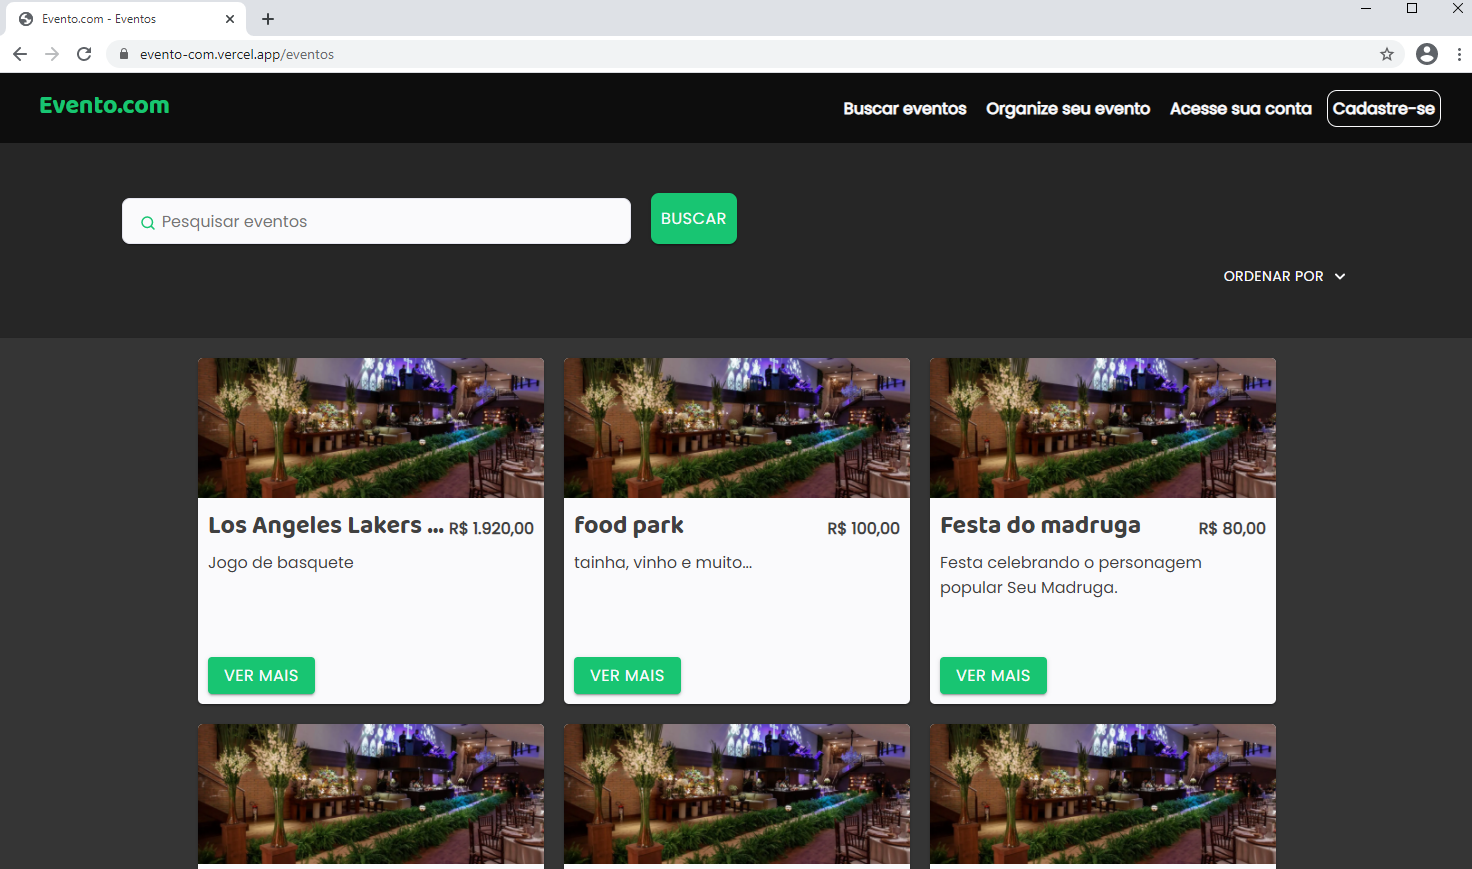 Evento.com - Eventos
evento-com.vercel.app/eventos
Evento.com
Buscar eventos
Organize seu evento
Acesse sua conta
Cadastre-se
Pesquisar eventos
BUSCAR
ORDENAR POR
Los Angeles Lakers ... R$ 1.920,00
Jogo de basquete
VER MAIS
food park R$ 100,00
tainha, vinho e muito...
VER MAIS
Festa do madruga R$ 80,00
Festa celebrando o personagem
popular Seu Madruga.
VER MAIS